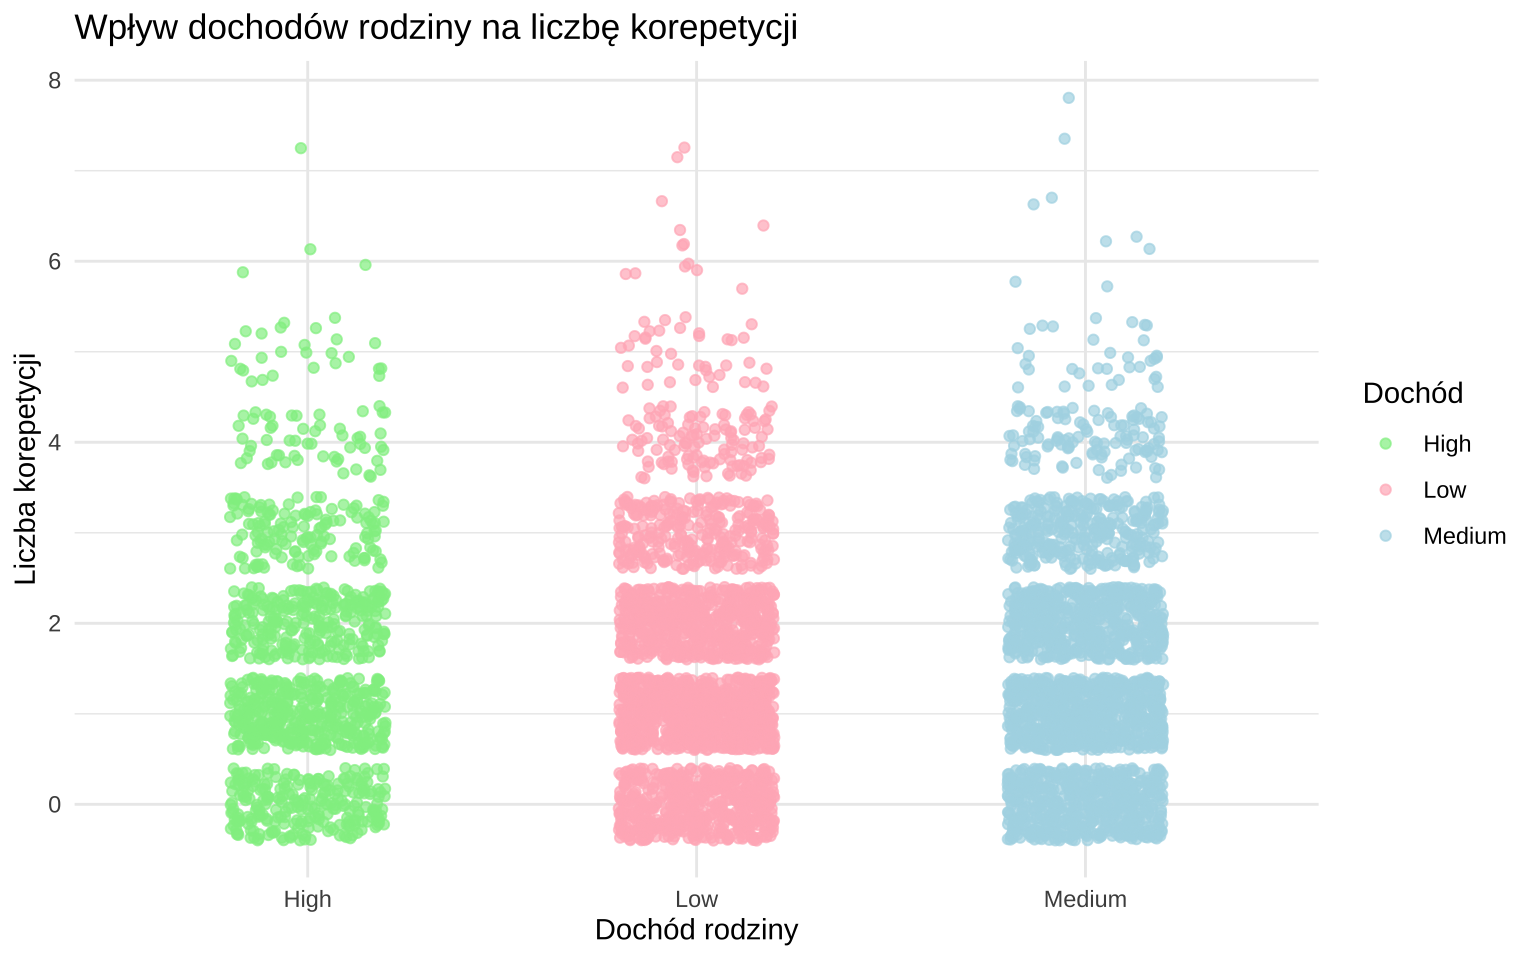 Wpływ dochodów rodziny na liczbę korepetycji
8
6
4
2
0
Liczba korepetycji
High
Low
Medium
Dochód rodziny
Dochód
High
Low
Medium